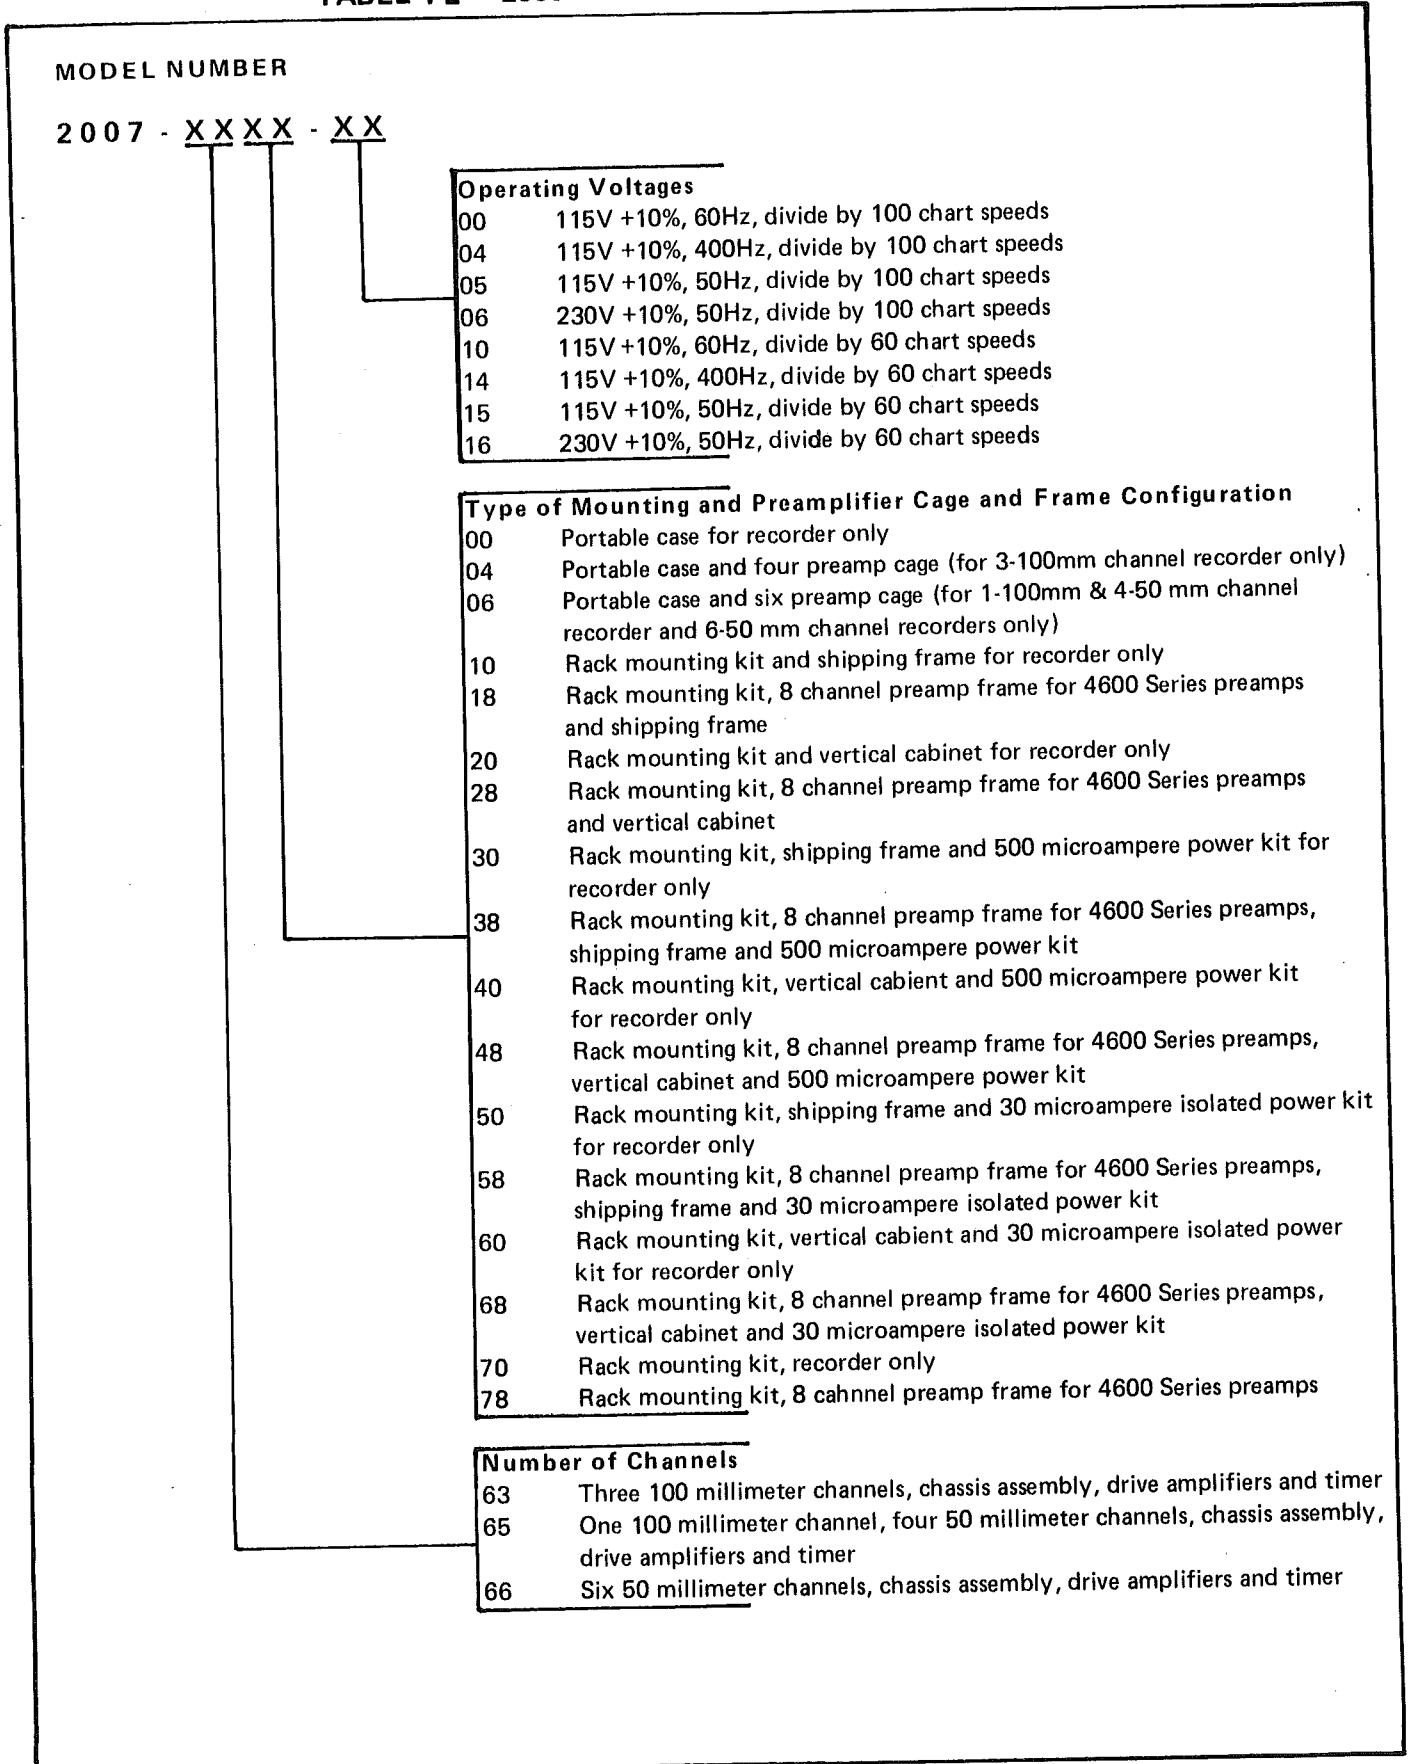 MODEL NUMBER
2007 - XXXX - XX
Operating Voltages
00 115V +10%, 60Hz, divide by 100 chart speeds
04 115V +10%, 400Hz, divide by 100 chart speeds
05 115V +10%, 50Hz, divide by 100 chart speeds
06 230V +10%, 50Hz, divide by 100 chart speeds
10 115V +10%, 60Hz, divide by 60 chart speeds
14 115V +10%, 400Hz, divide by 60 chart speeds
15 115V +10%, 50Hz, divide by 60 chart speeds
16 230V +10%, 50Hz, divide by 60 chart speeds
Type of Mounting and Preamplifier Cage and Frame Configuration
00 Portable case for recorder only
04 Portable case and four preamp cage (for 3-100mm channel recorder only)
06 Portable case and six preamp cage (for 1-100mm & 4-50 mm channel
recorder and 6-50 mm channel recorders only)
10 Rack mounting kit and shipping frame for recorder only
18 Rack mounting kit, 8 channel preamp frame for 4600 Series preamps
and shipping frame
20 Rack mounting kit and vertical cabinet for recorder only
28 Rack mounting kit, 8 channel preamp frame for 4600 Series preamps
and vertical cabinet
30 Rack mounting kit, shipping frame and 500 microampere power kit for
recorder only
38 Rack mounting kit, 8 channel preamp frame for 4600 Series preamps,
shipping frame and 500 microampere power kit
40 Rack mounting kit, vertical cabient and 500 microampere power kit
for recorder only
48 Rack mounting kit, 8 channel preamp frame for 4600 Series preamps,
vertical cabinet and 500 microampere power kit
50 Rack mounting kit, shipping frame and 30 microampere isolated power kit
for recorder only
58 Rack mounting kit, 8 channel preamp frame for 4600 Series preamps,
shipping frame and 30 microampere isolated power kit
60 Rack mounting kit, vertical cabient and 30 microampere isolated power
kit for recorder only
68 Rack mounting kit, 8 channel preamp frame for 4600 Series preamps,
vertical cabinet and 30 microampere isolated power kit
70 Rack mounting kit, recorder only
78 Rack mounting kit, 8 cahnnel preamp frame for 4600 Series preamps
Number of Channels
63 Three 100 millimeter channels, chassis assembly, drive amplifiers and timer
65 One 100 millimeter channel, four 50 millimeter channels, chassis assembly,
drive amplifiers and timer
66 Six 50 millimeter channels, chassis assembly, drive amplifiers and timer